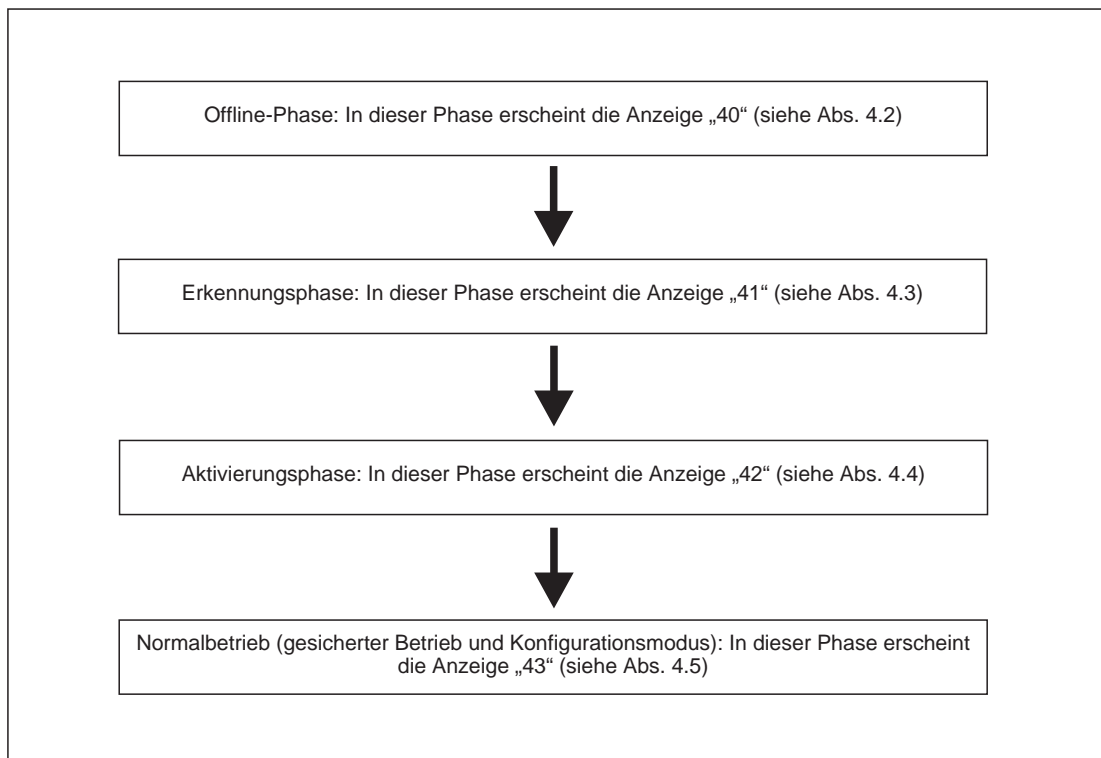 Offline-Phase: In dieser Phase erscheint die Anzeige „40“ (siehe Abs. 4.2)
Erkennungsphase: In dieser Phase erscheint die Anzeige „41“ (siehe Abs. 4.3)
Aktivierungsphase: In dieser Phase erscheint die Anzeige „42“ (siehe Abs. 4.4)
Normalbetrieb (gesicherter Betrieb und Konfigurationsmodus): In dieser Phase erscheint
die Anzeige „43“ (siehe Abs. 4.5)